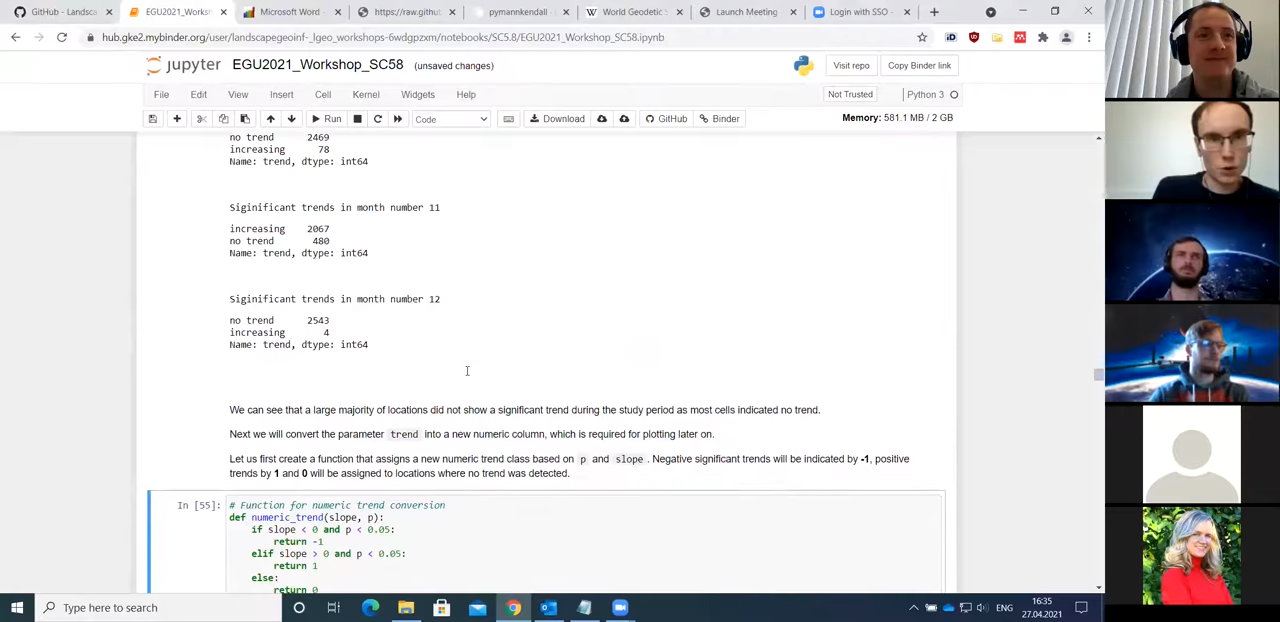 GitHub - Landsca
EGU2021_Worksh
Microsoft Word -
https://raw.githu
pymannkendall
World Geodetic S
Launch Meeting
Login with SSO -
hub.gke2.mybinder.org/user/landscapegeoinf-_lgeo_workshops-6wdgpzxm/notebooks/SC5.8/EGU2021_Workshop_SC58.ipynb
jupyter EGU2021_Workshop_SC58 (unsaved changes)
Visit repo Copy Binder link
File Edit View Insert Cell Kernel Widgets Help
Not Trusted Python 3
Run Code Download GitHub Binder
Memory: 581.1 MB / 2 GB
no trend 2469
increasing 78
Name: trend, dtype: int64
Siginificant trends in month number 11
increasing 2067
no trend 480
Name: trend, dtype: int64
Siginificant trends in month number 12
no trend 2543
increasing 4
Name: trend, dtype: int64
We can see that a large majority of locations did not show a significant trend during the study period as most cells indicated no trend.
Next we will convert the parameter trend into a new numeric column, which is required for plotting later on.
Let us first create a function that assigns a new numeric trend class based on p and slope . Negative significant trends will be indicated by -1, positive
trends by 1 and 0 will be assigned to locations where no trend was detected.
In [55]:
# Function for numeric trend conversion
def numeric_trend(slope, p):
if slope < 0 and p < 0.05:
return -1
elif slope > 0 and p < 0.05:
return 1
else:
return 0
Type here to search
ENG
16:35
27.04.2021